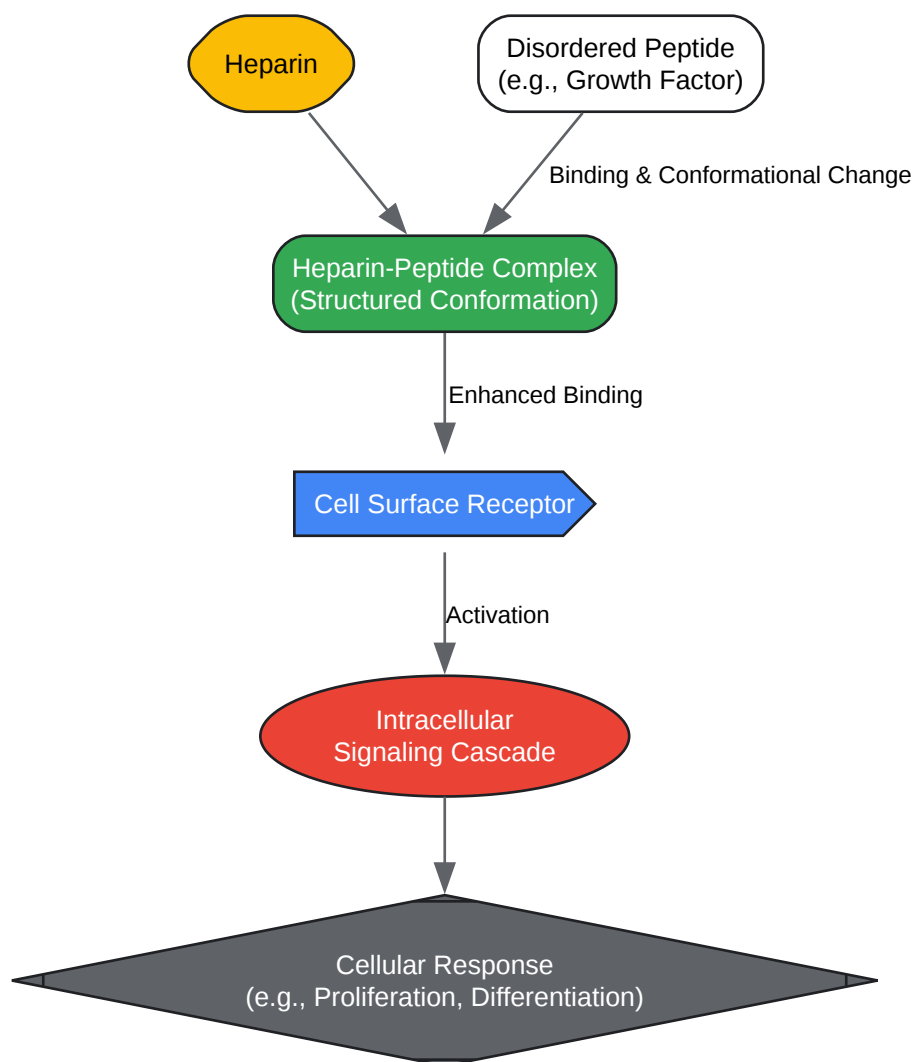 Heparin
Disordered Peptide
(e.g., Growth Factor)
Binding & Conformational Change
Heparin-Peptide Complex
(Structured Conformation)
Enhanced Binding
Cell Surface Receptor
Activation
Intracellular
Signaling Cascade
Cellular Response
(e.g., Proliferation, Differentiation)